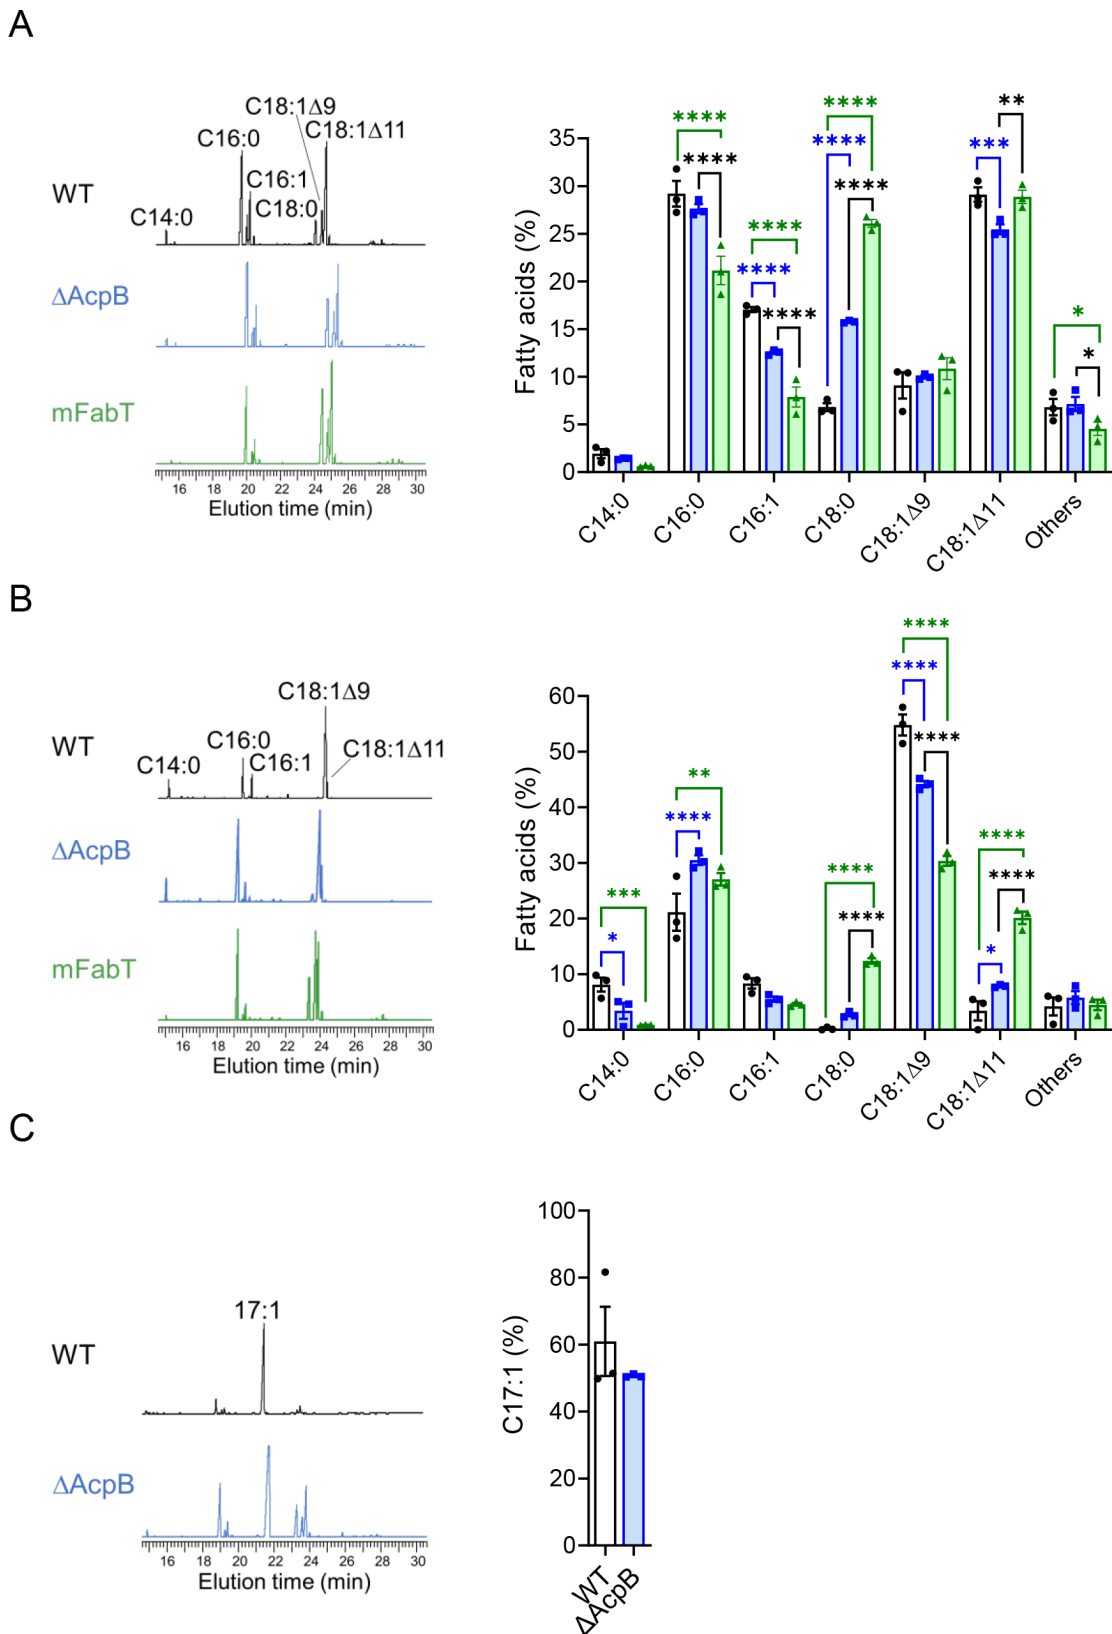 A
WT
C14:0
C16:0
C16:1
C18:0
C18:1Δ9
C18:1Δ11
ΔAcpB
mFabT
16 18 20 22 24 26 28 30
Elution time (min)
Fatty acids (%)
35
30
25
20
15
10
5
0
**** **** **** **** **** **** **** **** *** ** * *
C14:0 C16:0 C16:1 C18:0 C18:1Δ9 C18:1Δ11 Others
B
WT
C14:0
C16:0
C16:1
C18:1Δ9
C18:1Δ11
ΔAcpB
mFabT
16 18 20 22 24 26 28 30
Elution time (min)
Fatty acids (%)
60
50
40
30
20
10
0
*** * ** **** **** **** **** **** **** **** **** *
C14:0 C16:0 C16:1 C18:0 C18:1Δ9 C18:1Δ11 Others
C
WT
17:1
ΔAcpB
16 18 20 22 24 26 28 30
Elution time (min)
C17:1 (%)
100
80
60
40
20
0
WT
ΔAcpB